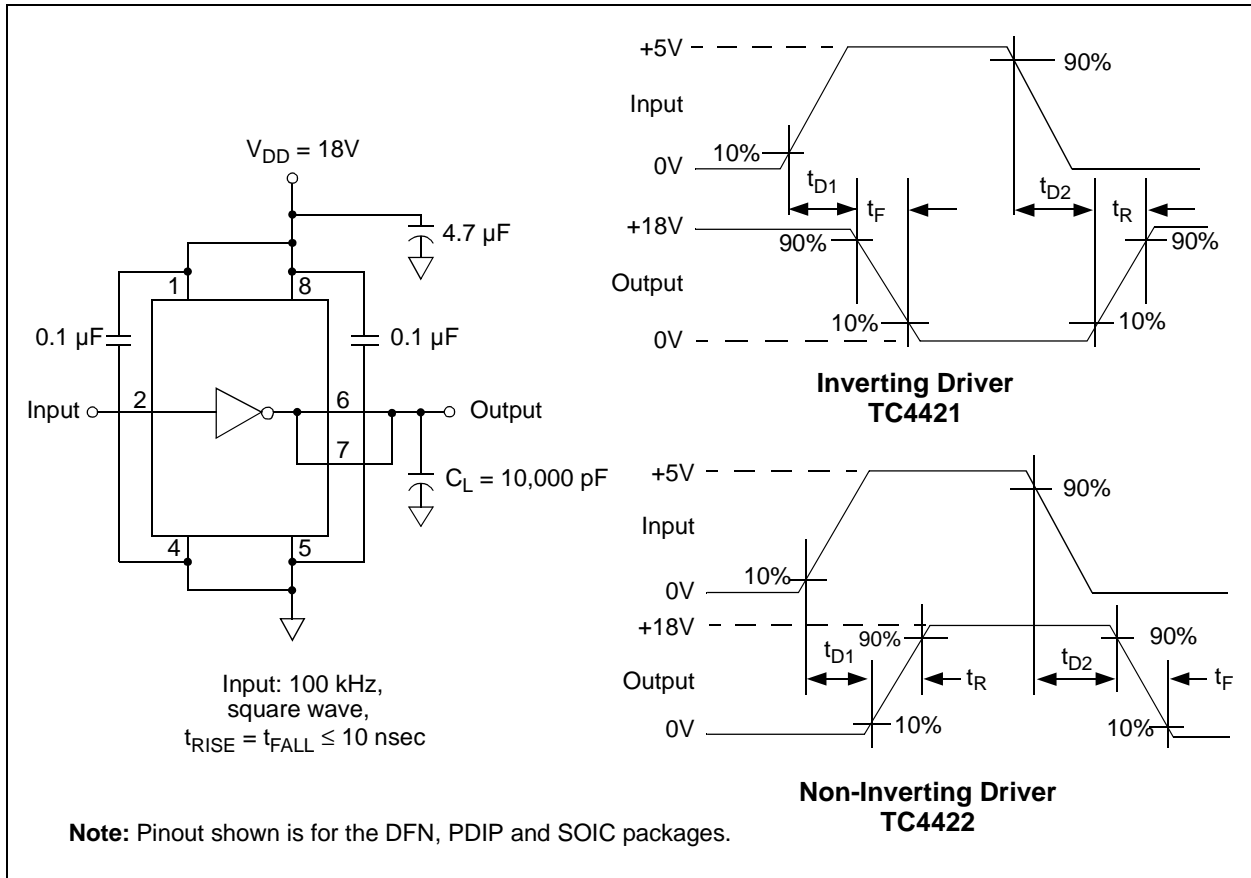 V_DD = 18V
4.7 µF
1
8
0.1 µF
0.1 µF
Input
2
6
Output
7
C_L = 10,000 pF
4
5
Input: 100 kHz,
square wave,
t_RISE = t_FALL ≤ 10 nsec
+5V
90%
Input
10%
0V
t_D1
t_F
t_D2
t_R
+18V
90%
90%
Output
10%
10%
0V
Inverting Driver
TC4421
+5V
90%
Input
10%
0V
+18V
t_D1
90%
t_D2
90%
Output
t_R
t_F
10%
10%
0V
Non-Inverting Driver
TC4422
Note: Pinout shown is for the DFN, PDIP and SOIC packages.